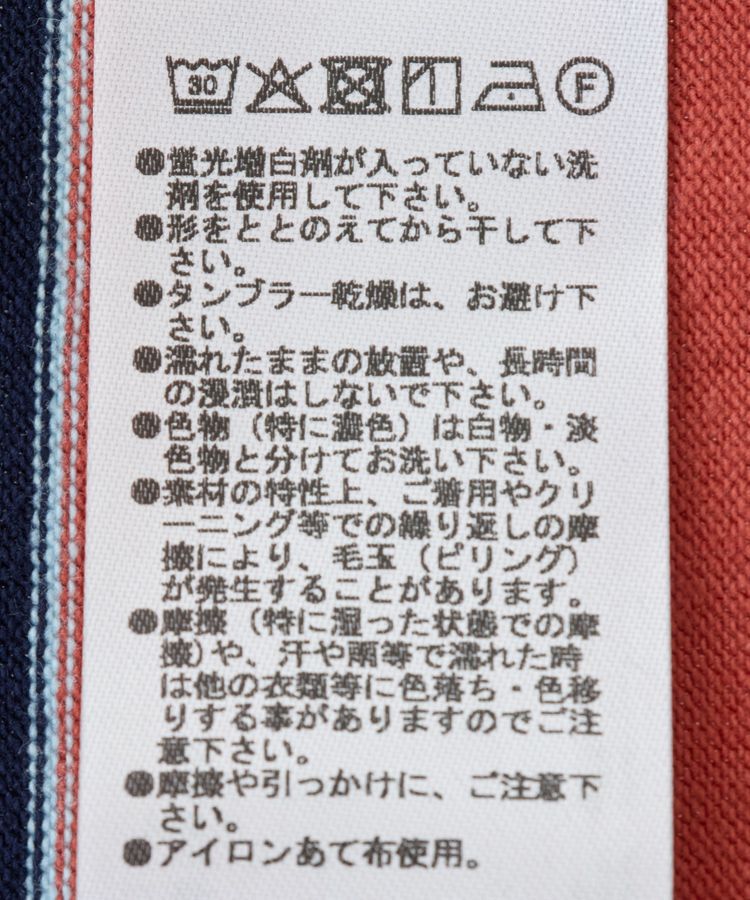 30 F
●蛍光増白剤が入っていない洗
剤を使用して下さい。
●形をととのえてから干して下
さい。
●タンブラー乾燥は、お避け下
さい。
●濡れたままの放置や、長時間
の浸漬はしないで下さい。
●色物（特に濃色）は白物・淡
色物と分けてお洗い下さい。
●素材の特性上、ご着用やクリ
ーニング等での繰り返しの摩
擦により、毛玉（ピリング）
が発生することがあります。
●摩擦（特に湿った状態での摩
擦）や、汗や雨等で濡れた時
は他の衣類等に色落ち・色移
りする事がありますのでご注
意下さい。
●摩擦や引っかけに、ご注意下
さい。
●アイロンあて布使用。